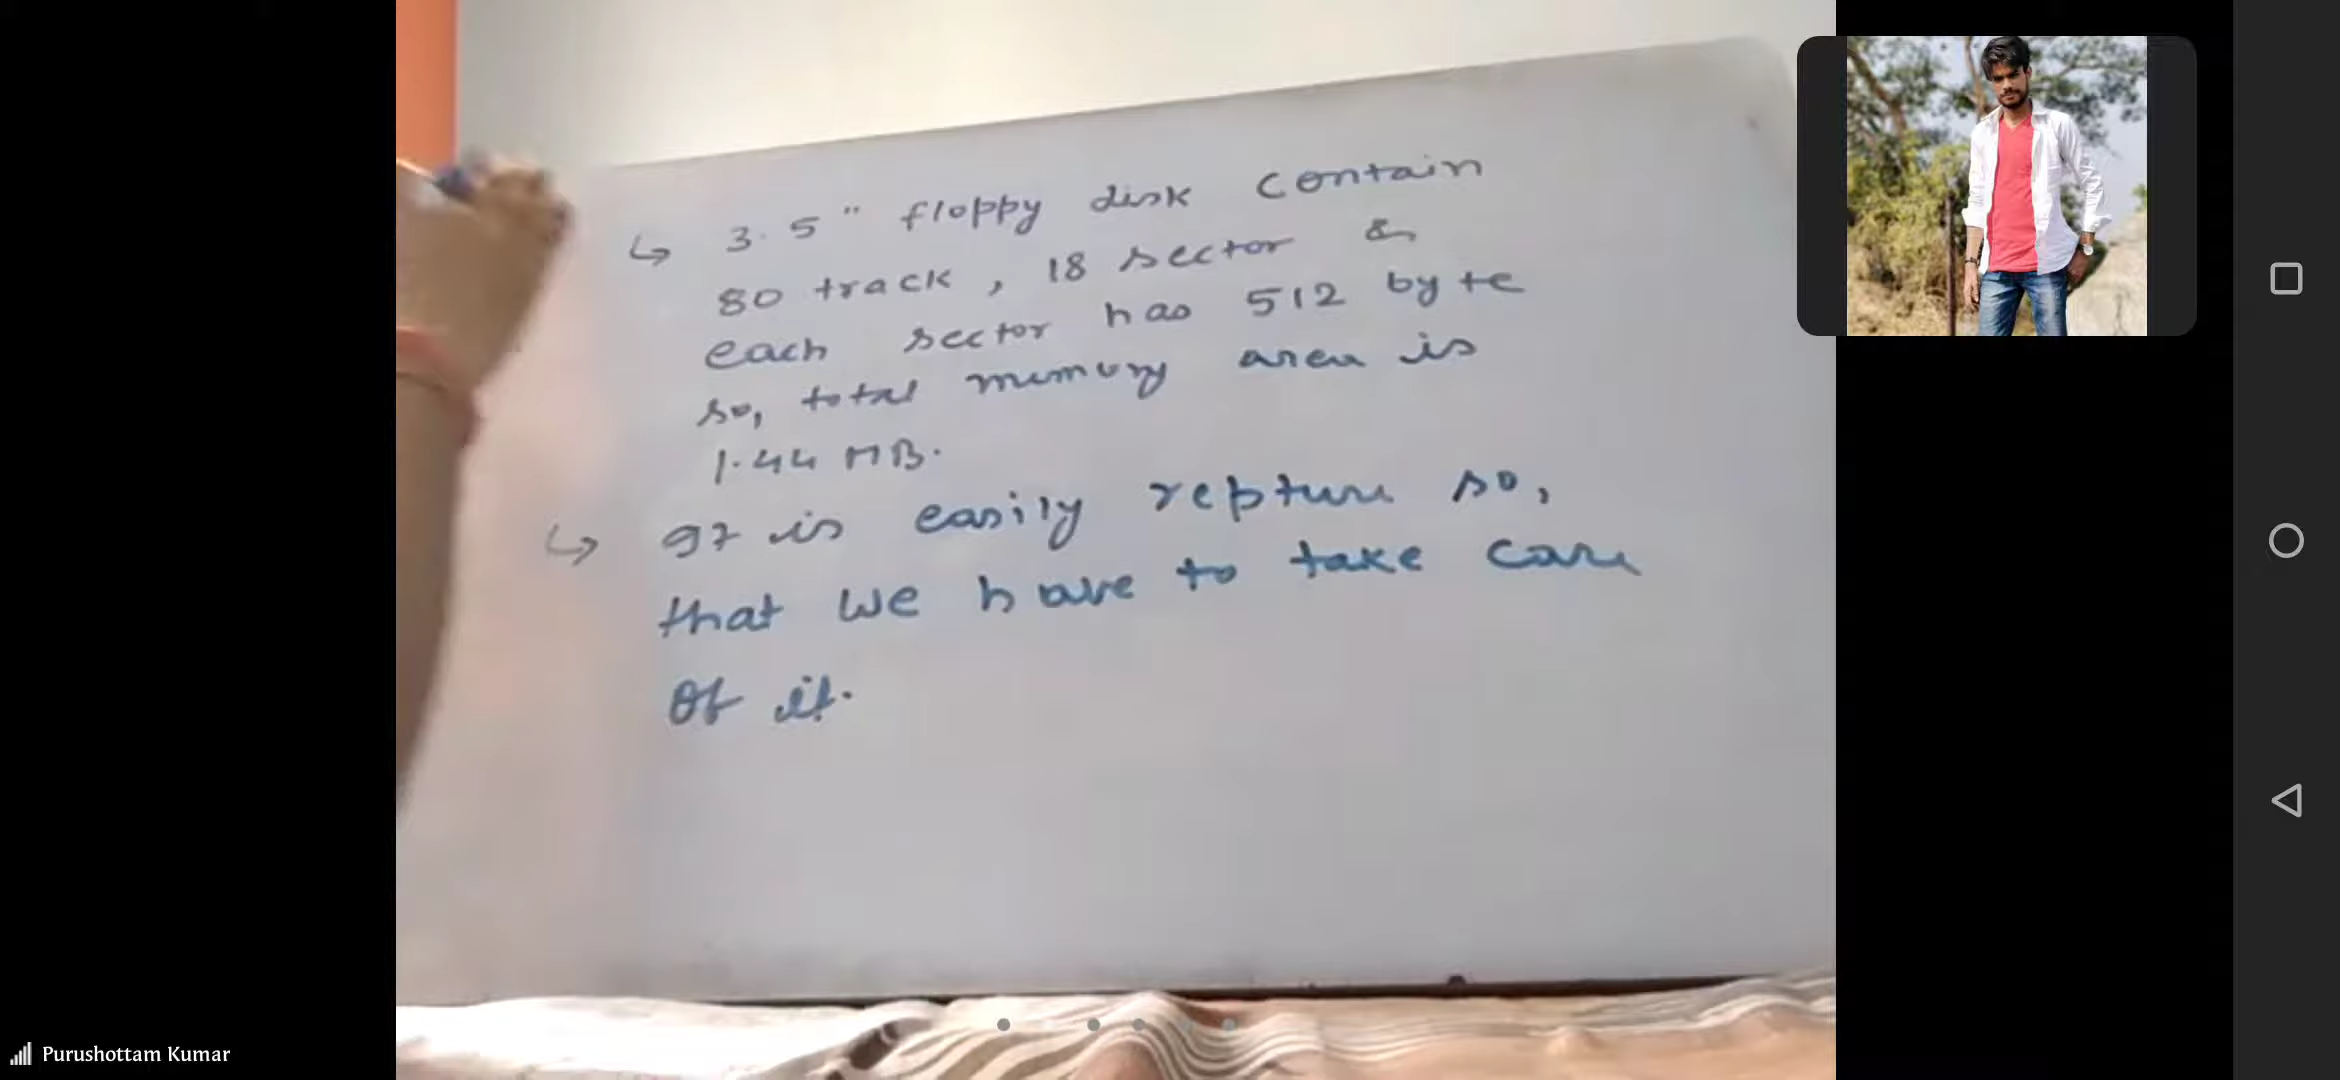 ↳ 3.5" floppy disk contain
80 track, 18 sector &
each sector has 512 byte
so, total memory area is
1.44 MB.
↳ It is easily repture so,
that we have to take care
of it.
Purushottam Kumar